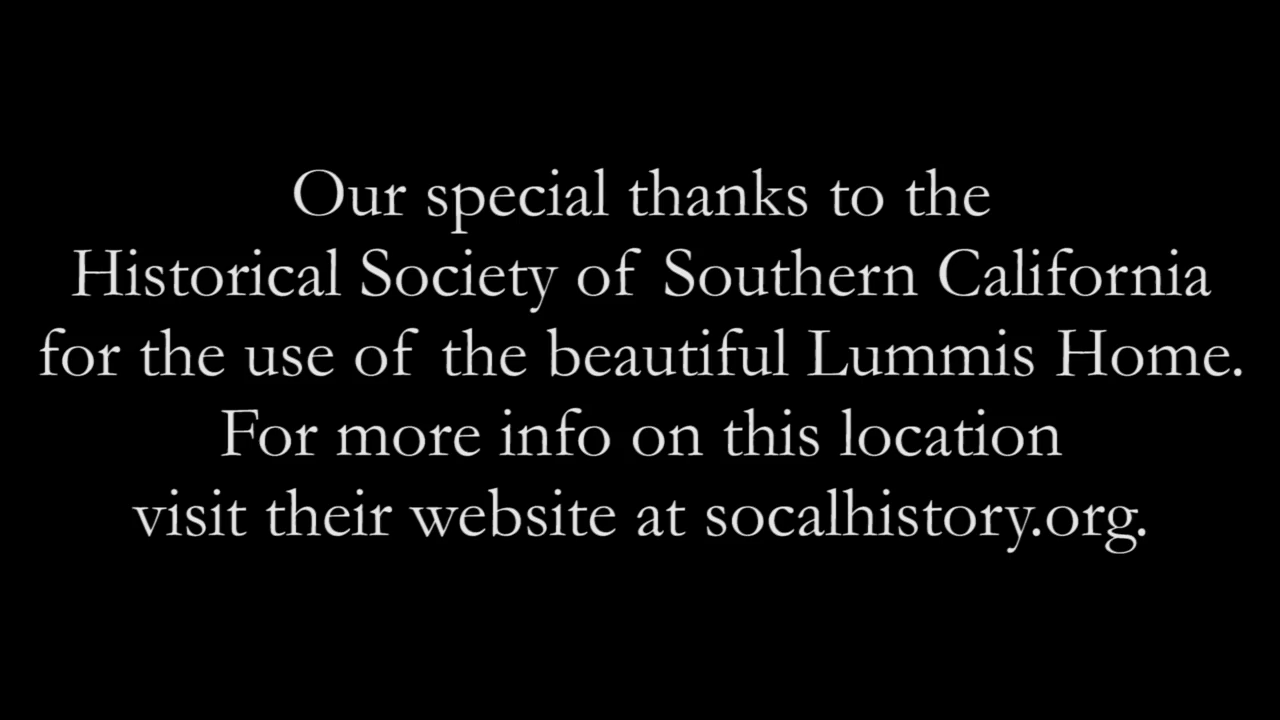 Our special thanks to the
Historical Society of Southern California
for the use of the beautiful Lummis Home.
For more info on this location
visit their website at socalhistory.org.